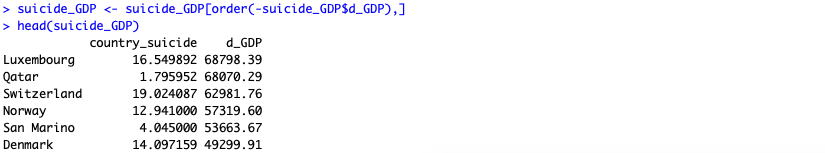 > suicide_GDP <- suicide_GDP[order(-suicide_GDP$d_GDP),]
> head(suicide_GDP)
            country_suicide    d_GDP
Luxembourg        16.549892 68798.39
Qatar              1.795952 68070.29
Switzerland       19.024087 62981.76
Norway            12.941000 57319.60
San Marino         4.045000 53663.67
Denmark           14.097159 49299.91